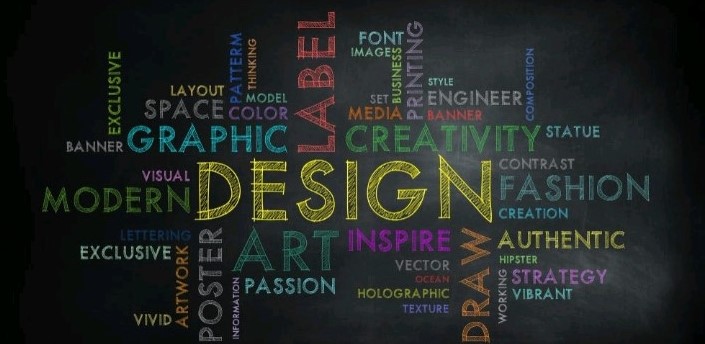 LABEL
FONT
IMAGES
PRINTING
BUSINESS
PATTERM
THINKING
EXCLUSIVE
COMPOSITION
STYLE
LAYOUT
MODEL
SET
ENGINEER
SPACE
COLOR
MEDIA
BANNER
BANNER
GRAPHIC
CREATIVITY
STATUE
VISUAL
CONTRAST
MODERN
DESIGN
FASHION
CREATION
LETTERING
POSTER
ART
INSPIRE
DRAW
AUTHENTIC
EXCLUSIVE
ARTWORK
VECTOR
HIPSTER
OCEAN
WORKING
STRATEGY
PASSION
INFORMATION
HOLOGRAPHIC
VIBRANT
TEXTURE
VIVID